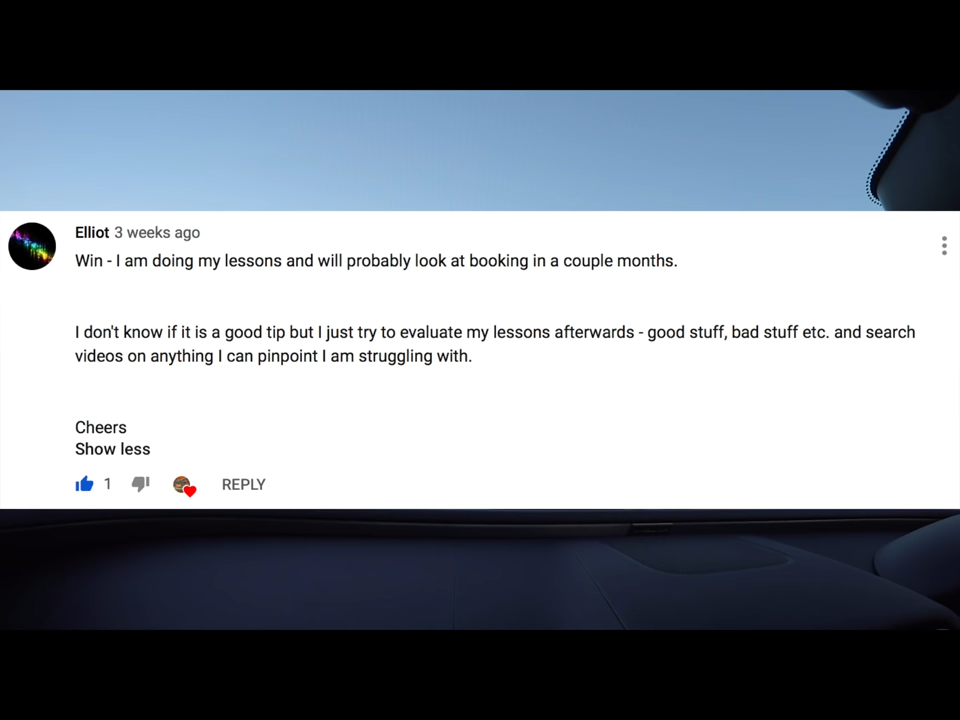 Elliot 3 weeks ago
Win - I am doing my lessons and will probably look at booking in a couple months.
I don't know if it is a good tip but I just try to evaluate my lessons afterwards - good stuff, bad stuff etc. and search
videos on anything I can pinpoint I am struggling with.
Cheers
Show less
1 REPLY